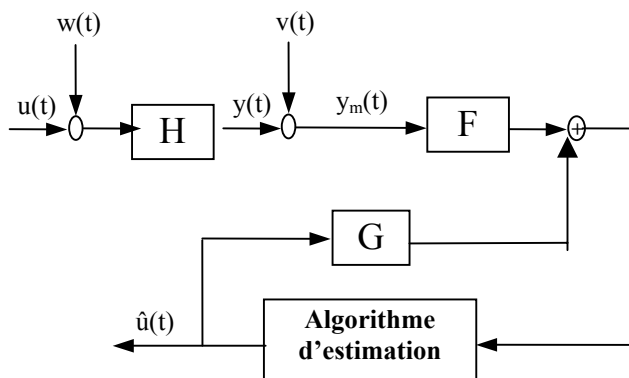 w(t)
v(t)
u(t)
H
y(t)
yₘ(t)
F
+
G
û(t)
Algorithme
d'estimation